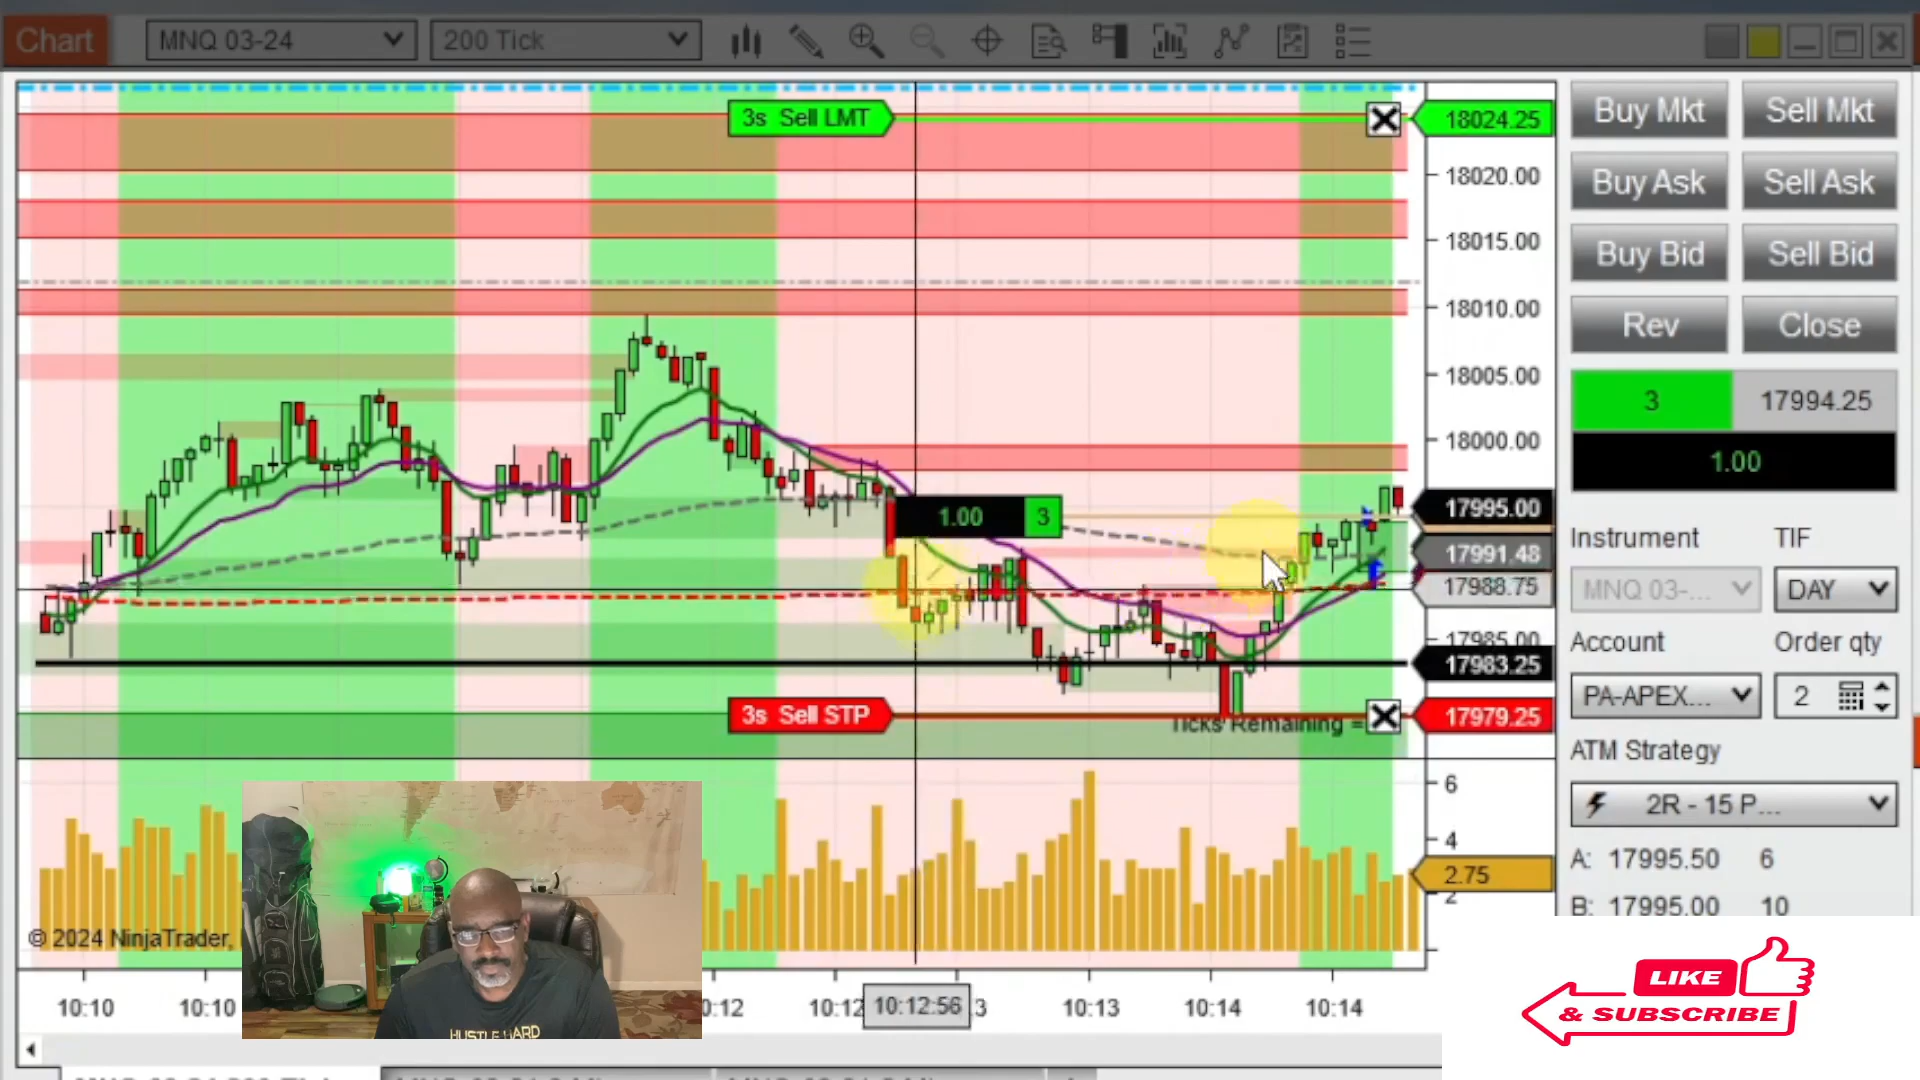 Chart
MNQ 03-24
200 Tick
3s Sell LMT
18024.25
18020.00
18015.00
18010.00
18005.00
18000.00
1.00
3
17995.00
17991.48
17988.75
17985.00
17983.25
3s Sell STP
17979.25
Ticks Remaining =
6
4
2.75
2
© 2024 NinjaTrader,
10:10
10:10
:12
10:12
10:12:56
3
10:13
10:14
10:14
Buy Mkt
Sell Mkt
Buy Ask
Sell Ask
Buy Bid
Sell Bid
Rev
Close
3
17994.25
1.00
Instrument
TIF
MNQ 03-...
DAY
Account
Order qty
PA-APEX...
2
ATM Strategy
2R - 15 P...
A: 17995.50 6
B: 17995.00 10
HUSTLE HARD
LIKE
& SUBSCRIBE